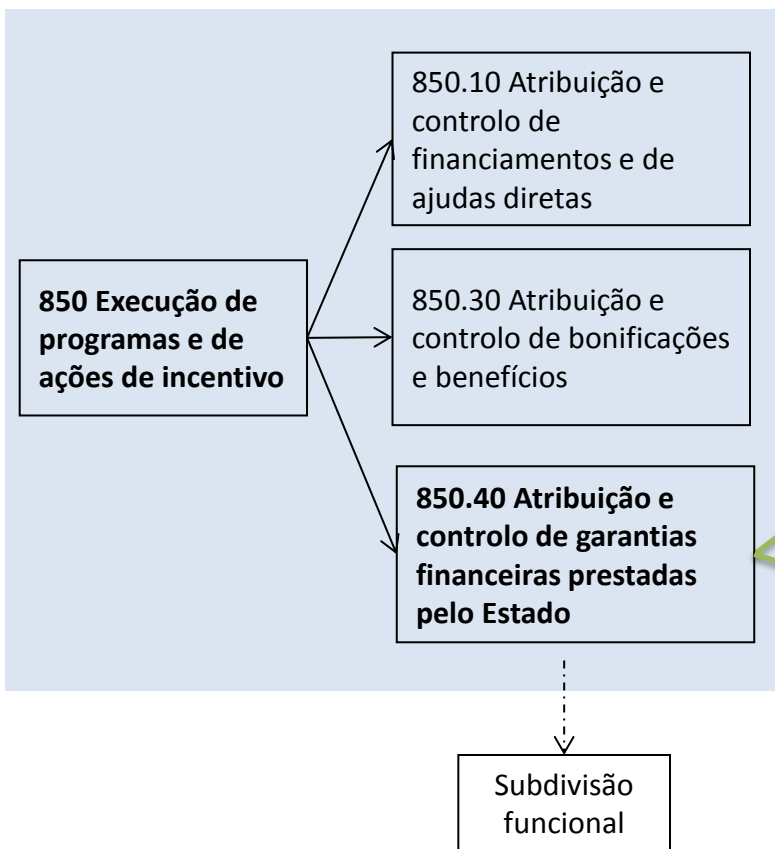 850.10 Atribuição e
controlo de
financiamentos e de
ajudas diretas
850 Execução de
programas e de
ações de incentivo
850.30 Atribuição e
controlo de bonificações
e benefícios
850.40 Atribuição e
controlo de garantias
financeiras prestadas
pelo Estado
Subdivisão
funcional